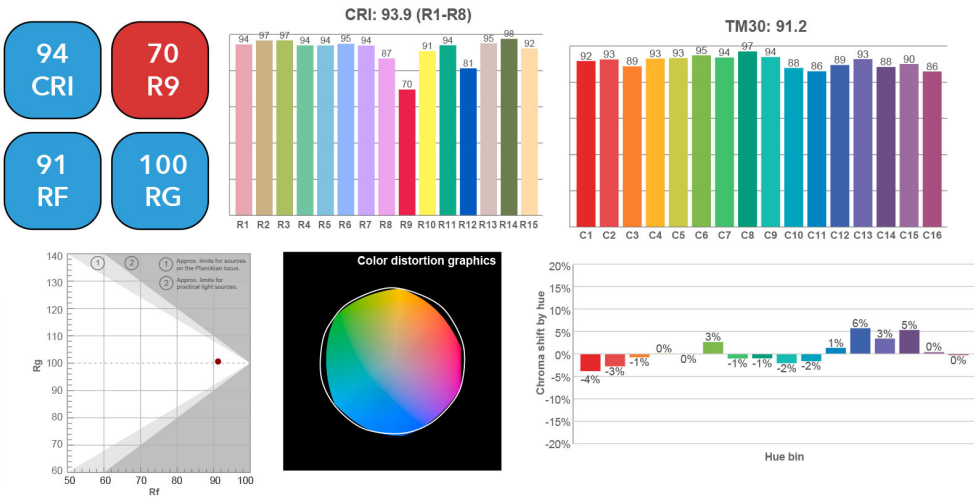 94
CRI
70
R9
91
RF
100
RG
CRI: 93.9 (R1-R8)
94 97 97 94 94 95 94 87 70 91 94 81 95 98 92
R1 R2 R3 R4 R5 R6 R7 R8 R9 R10 R11 R12 R13 R14 R15
TM30: 91.2
92 93 89 93 93 95 94 97 94 88 86 89 93 88 90 86
C1 C2 C3 C4 C5 C6 C7 C8 C9 C10 C11 C12 C13 C14 C15 C16
140
130
120
110
100
90
80
70
60
Rg
50 60 70 80 90 100
Rf
1 2
1 Approx. limits for sources
on the Planckian locus.
2 Approx. limits for
practical light sources.
Color distortion graphics
Chroma shift by hue
20%
15%
10%
5%
0%
-5%
-10%
-15%
-20%
-4% -3% -1% 0% 0% 3% -1% -1% -2% -2% 1% 6% 3% 5% 0% 0%
Hue bin